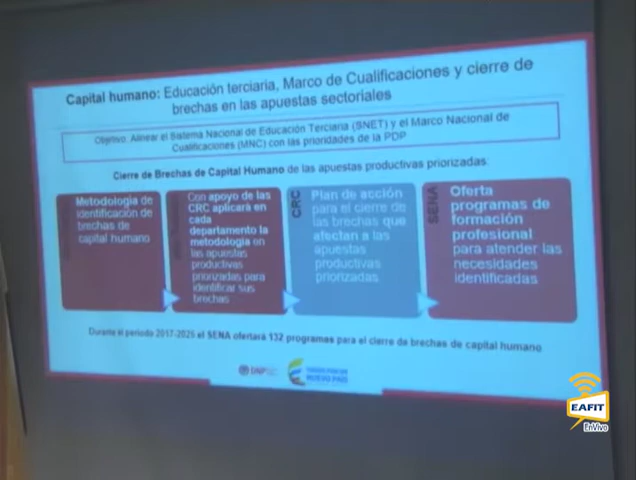 Capital humano: Educación terciaria, Marco de Cualificaciones y cierre de
brechas en las apuestas sectoriales
Objetivo: Alinear el Sistema Nacional de Educación Terciaria (SNET) y el Marco Nacional de
Cualificaciones (MNC) con las prioridades de la PDP
Cierre de Brechas de Capital Humano de las apuestas productivas priorizadas
Metodología de
identificación de
brechas de
capital humano
Con apoyo de las
CRC aplicará en
cada
departamento la
metodología en
las apuestas
productivas
priorizadas para
identificar sus
brechas
CRC
Plan de acción
para el cierre de
las brechas que
afectan a las
apuestas
productivas
priorizadas
SENA
Oferta
programas de
formación
profesional
para atender las
necesidades
identificadas
Durante el periodo 2017-2025 el SENA ofertará 132 programas para el cierre de brechas de capital humano
DNP
TODOS POR UN
NUEVO PAÍS
EAFIT
EnVivo